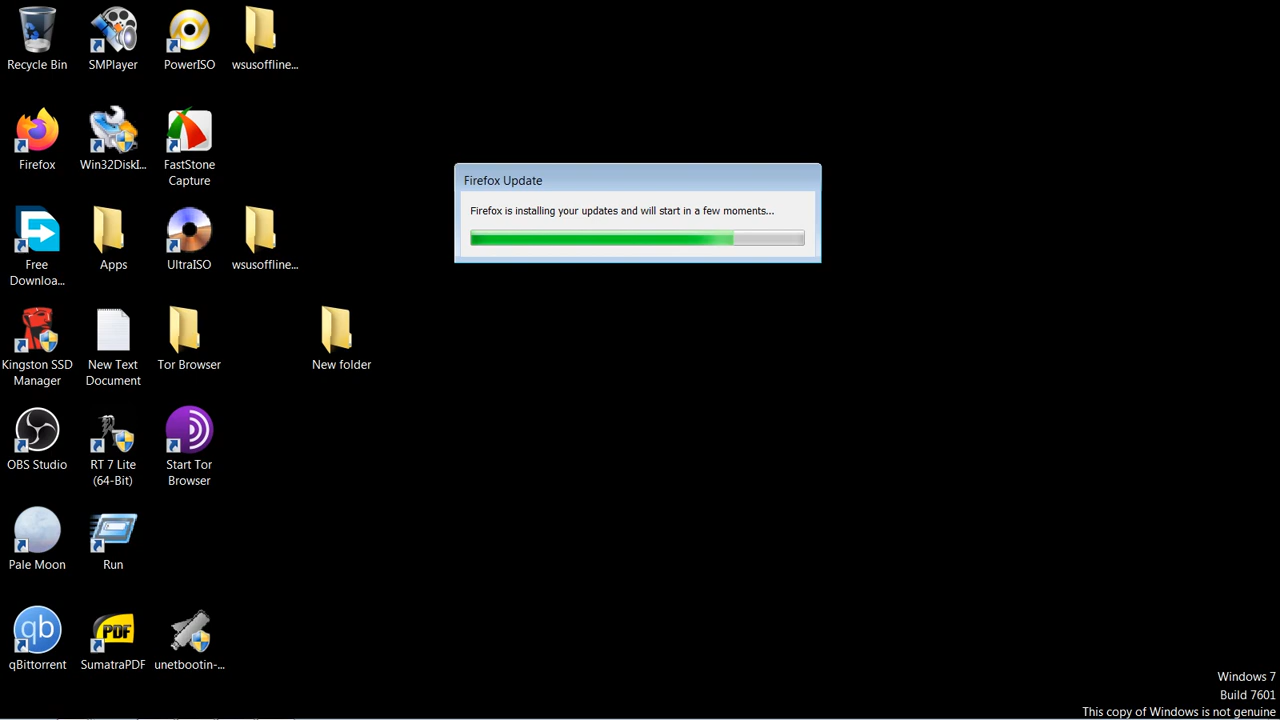 Recycle Bin
SMPlayer
PowerISO
wsusoffline...
Firefox
Win32DiskI...
FastStone
Capture
Free
Downloa...
Apps
UltraISO
wsusoffline...
Kingston SSD
Manager
New Text
Document
Tor Browser
New folder
OBS Studio
RT 7 Lite
(64-Bit)
Start Tor
Browser
Pale Moon
Run
qb
qBittorrent
PDF
SumatraPDF
unetbootin-...
Firefox Update
Firefox is installing your updates and will start in a few moments...
Windows 7
Build 7601
This copy of Windows is not genuine